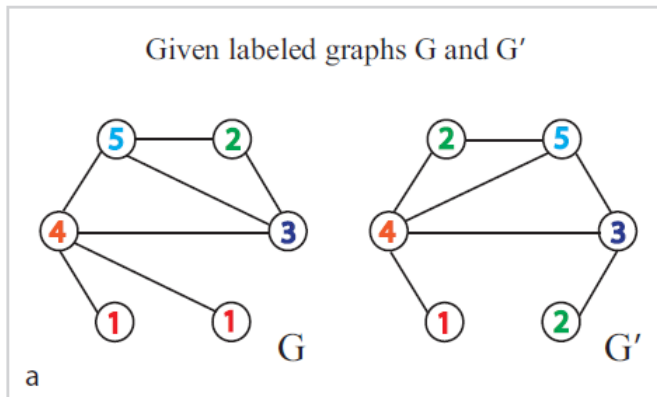 Given labeled graphs G and G′
5 2 2 5
4 3 4 3
1 1 1 2
G G′
a